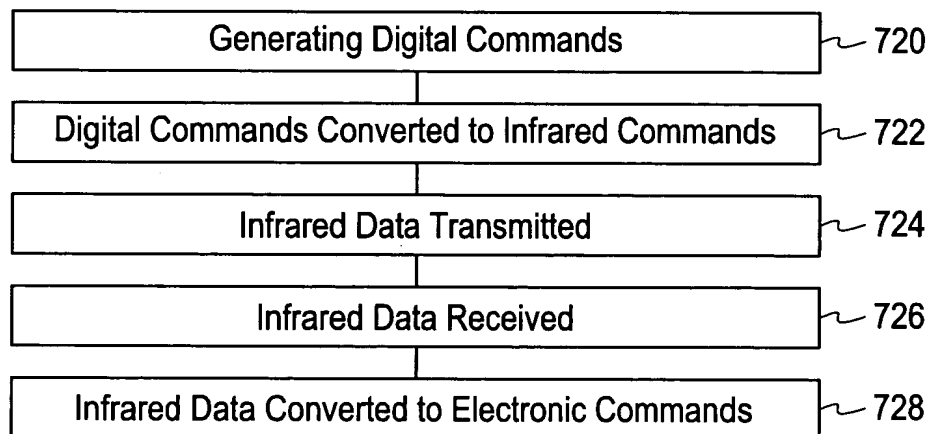 Generating Digital Commands 720
Digital Commands Converted to Infrared Commands 722
Infrared Data Transmitted 724
Infrared Data Received 726
Infrared Data Converted to Electronic Commands 728